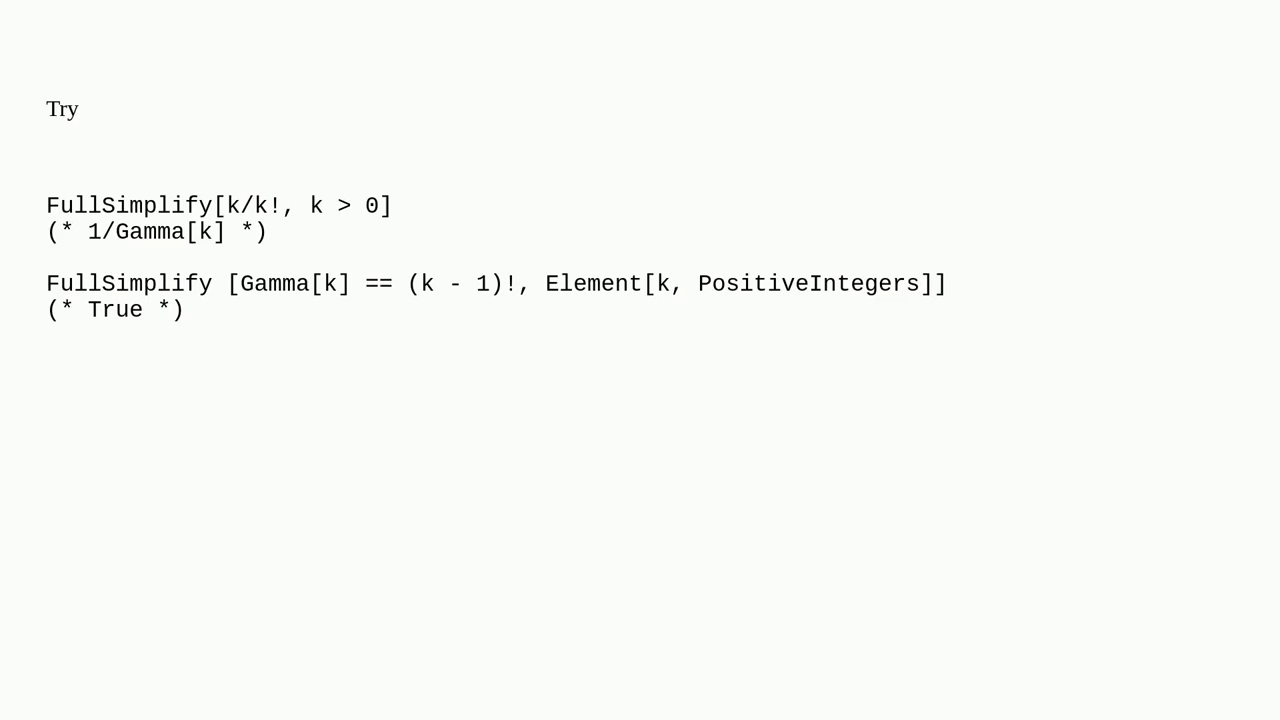 Try
FullSimplify[k/k!, k > 0]
(* 1/Gamma[k] *)
FullSimplify [Gamma[k] == (k - 1)!, Element[k, PositiveIntegers]]
(* True *)